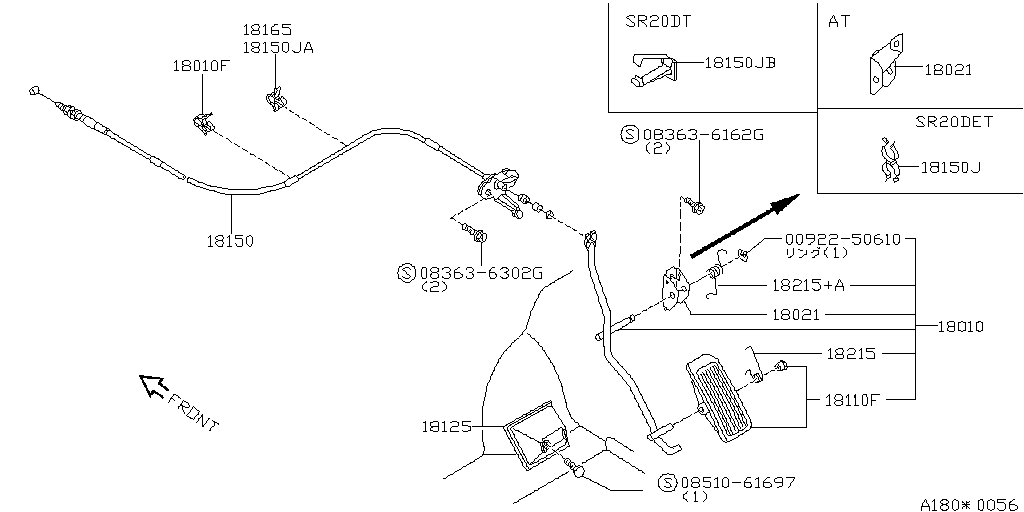 18165
18150JA
18010F
SR20DT
AT
18150JB
18021
SR20DET
18150J
Ⓢ08363-6162G
(2)
18150
Ⓢ08363-6302G
(2)
00922-50610
リング(1)
18215+A
18021
18010
18215
18110F
FRONT
18125
Ⓢ08510-61697
(1)
A180* 0056